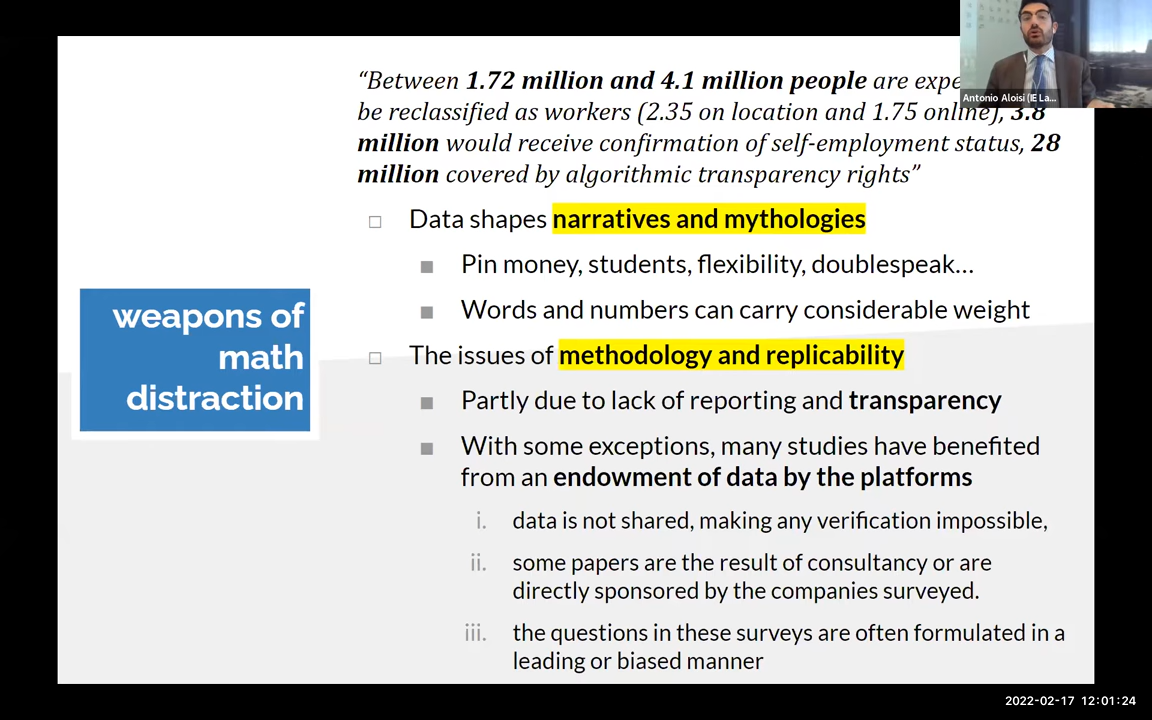 “Between 1.72 million and 4.1 million people are expe
be reclassified as workers (2.35 on location and 1.75 online), 3.8
million would receive confirmation of self-employment status, 28
million covered by algorithmic transparency rights”
Data shapes narratives and mythologies
Pin money, students, flexibility, doublespeak...
Words and numbers can carry considerable weight
weapons of
math
distraction
The issues of methodology and replicability
Partly due to lack of reporting and transparency
With some exceptions, many studies have benefited
from an endowment of data by the platforms
i. data is not shared, making any verification impossible,
ii. some papers are the result of consultancy or are
directly sponsored by the companies surveyed.
iii. the questions in these surveys are often formulated in a
leading or biased manner
Antonio Aloisi (IE La...
2022-02-17 12:01:24